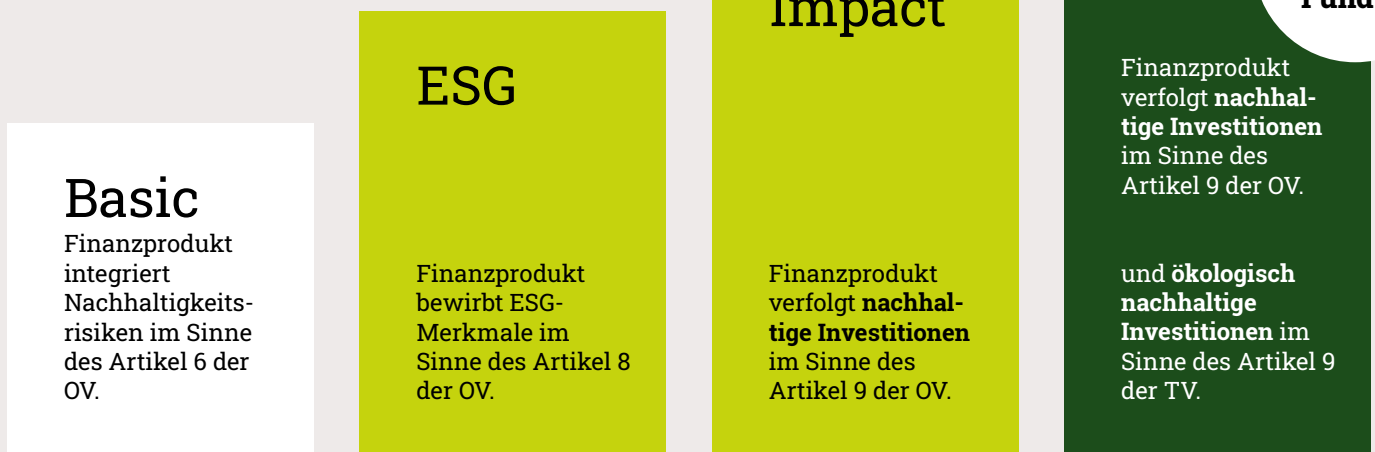 Basic
Finanzprodukt
integriert
Nachhaltigkeits-
risiken im Sinne
des Artikel 6 der
OV.
ESG
Finanzprodukt
bewirbt ESG-
Merkmale im
Sinne des Artikel 8
der OV.
Impact
Finanzprodukt
verfolgt nachhal-
tige Investitionen
im Sinne des
Artikel 9 der OV.
Finanzprodukt
verfolgt nachhal-
tige Investitionen
im Sinne des
Artikel 9 der OV.
und ökologisch
nachhaltige
Investitionen im
Sinne des Artikel 9
der TV.